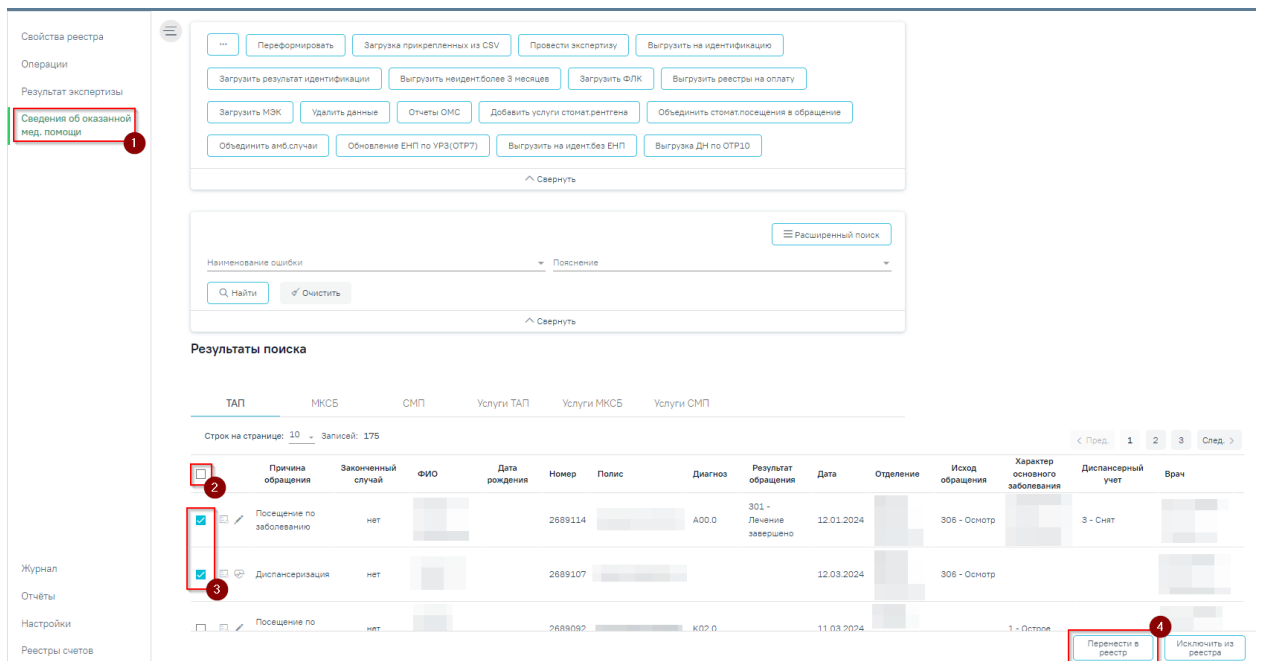 Свойства реестра
Операции
Результат экспертизы
Сведения об оказанной
мед. помощи
1
... Переформировать Загрузка прикрепленных из CSV Провести экспертизу Выгрузить на идентификацию
Загрузить результат идентификации Выгрузить неидент.более 3 месяцев Загрузить ФЛК Выгрузить реестры на оплату
Загрузить МЭК Удалить данные Отчеты ОМС Добавить услуги стомат.рентгена Объединить стомат.посещения в обращение
Объединить амб.случаи Обновление ЕНП по УРЗ(ОТР7) Выгрузить на идент.без ЕНП Выгрузка ДН по ОТР10
Свернуть
Расширенный поиск
Наименование ошибки Пояснение
Найти Очистить
Свернуть
Результаты поиска
ТАП МКСБ СМП Услуги ТАП Услуги МКСБ Услуги СМП
Строк на странице: 10 Записей: 175 < Пред. 1 2 3 След. >
Причина обращения Законченный случай ФИО Дата рождения Номер Полис Диагноз Результат обращения Дата Отделение Исход обращения Характер основного заболевания Диспансерный учет Врач
2
Посещение по заболеванию нет 2689114 A00.0 301 - Лечение завершено 12.01.2024 306 - Осмотр 3 - Снят
Диспансеризация нет 2689107 12.03.2024 306 - Осмотр
3
Посещение по нет 2689092 K02.0 11.03.2024 1 - Острое
4
Перенести в реестр Исключить из реестра
Журнал
Отчёты
Настройки
Реестры счетов